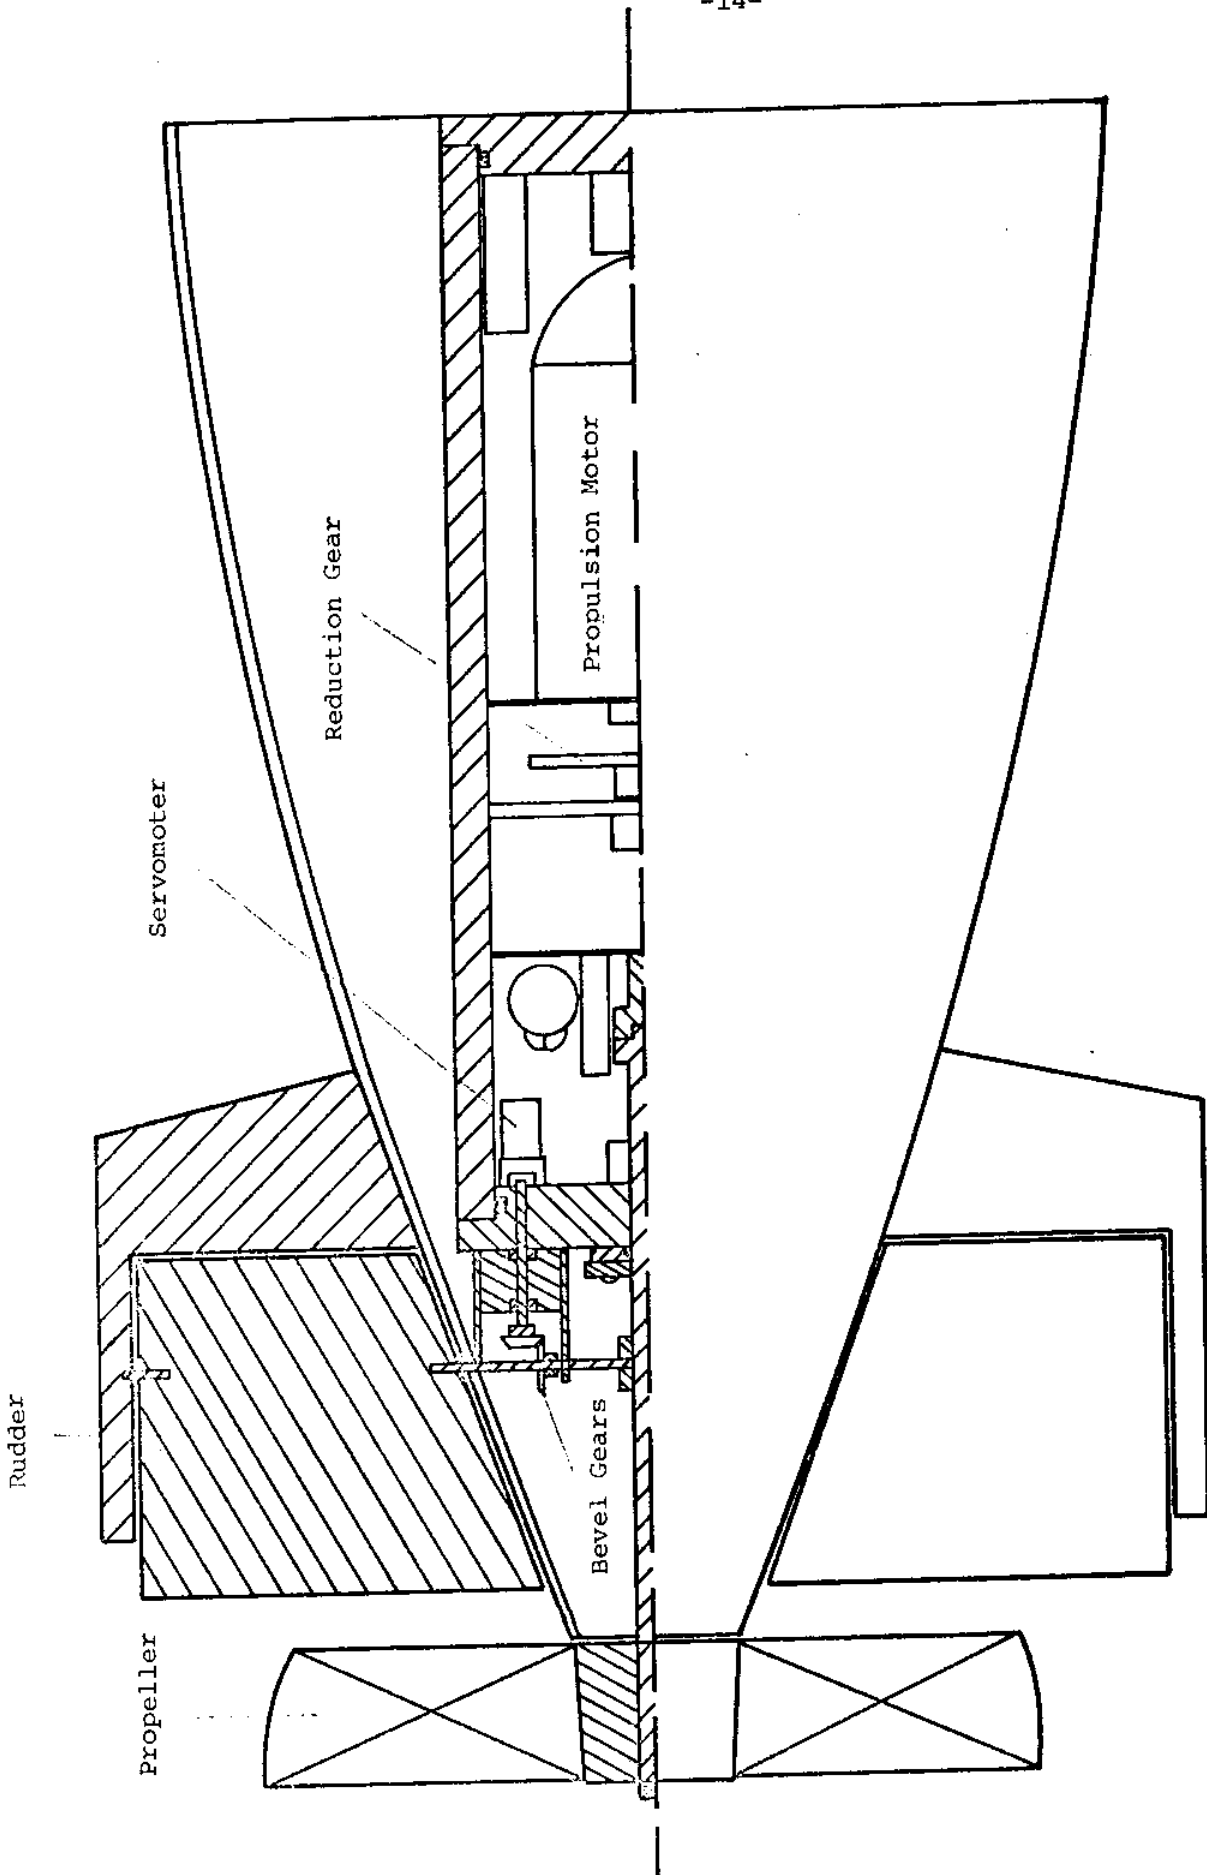 -14-
Reduction Gear
Propulsion Motor
Servomoter
Rudder
Bevel Gears
Propeller